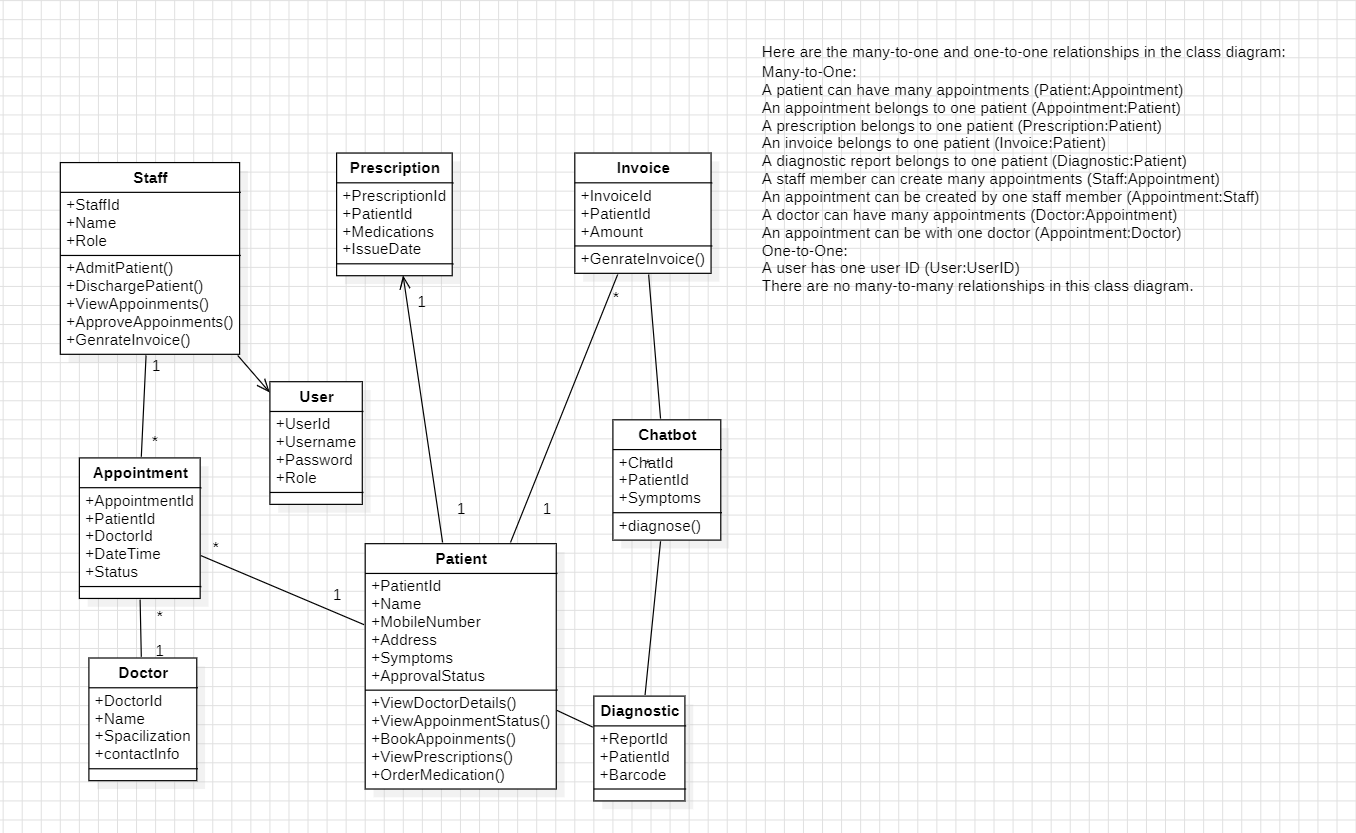 Here are the many-to-one and one-to-one relationships in the class diagram:
Many-to-One:
A patient can have many appointments (Patient:Appointment)
An appointment belongs to one patient (Appointment:Patient)
A prescription belongs to one patient (Prescription:Patient)
An invoice belongs to one patient (Invoice:Patient)
A diagnostic report belongs to one patient (Diagnostic:Patient)
A staff member can create many appointments (Staff:Appointment)
An appointment can be created by one staff member (Appointment:Staff)
A doctor can have many appointments (Doctor:Appointment)
An appointment can be with one doctor (Appointment:Doctor)
One-to-One:
A user has one user ID (User:UserID)
There are no many-to-many relationships in this class diagram.
Staff
+StaffId
+Name
+Role
+AdmitPatient()
+DischargePatient()
+ViewAppoinments()
+ApproveAppoinments()
+GenrateInvoice()
1
*
Prescription
+PrescriptionId
+PatientId
+Medications
+IssueDate
1
1
Invoice
+InvoiceId
+PatientId
+Amount
+GenrateInvoice()
*
1
User
+UserId
+Username
+Password
+Role
Chatbot
+ChatId
*
+PatientId
+Symptoms
+diagnose()
Appointment
+AppointmentId
+PatientId
+DoctorId
+DateTime
+Status
*
1
*
1
Patient
+PatientId
+Name
+MobileNumber
+Address
+Symptoms
+ApprovalStatus
+ViewDoctorDetails()
+ViewAppoinmentStatus()
+BookAppoinments()
+ViewPrescriptions()
+OrderMedication()
Doctor
+DoctorId
+Name
+Spacilization
+contactInfo
Diagnostic
+ReportId
+PatientId
+Barcode